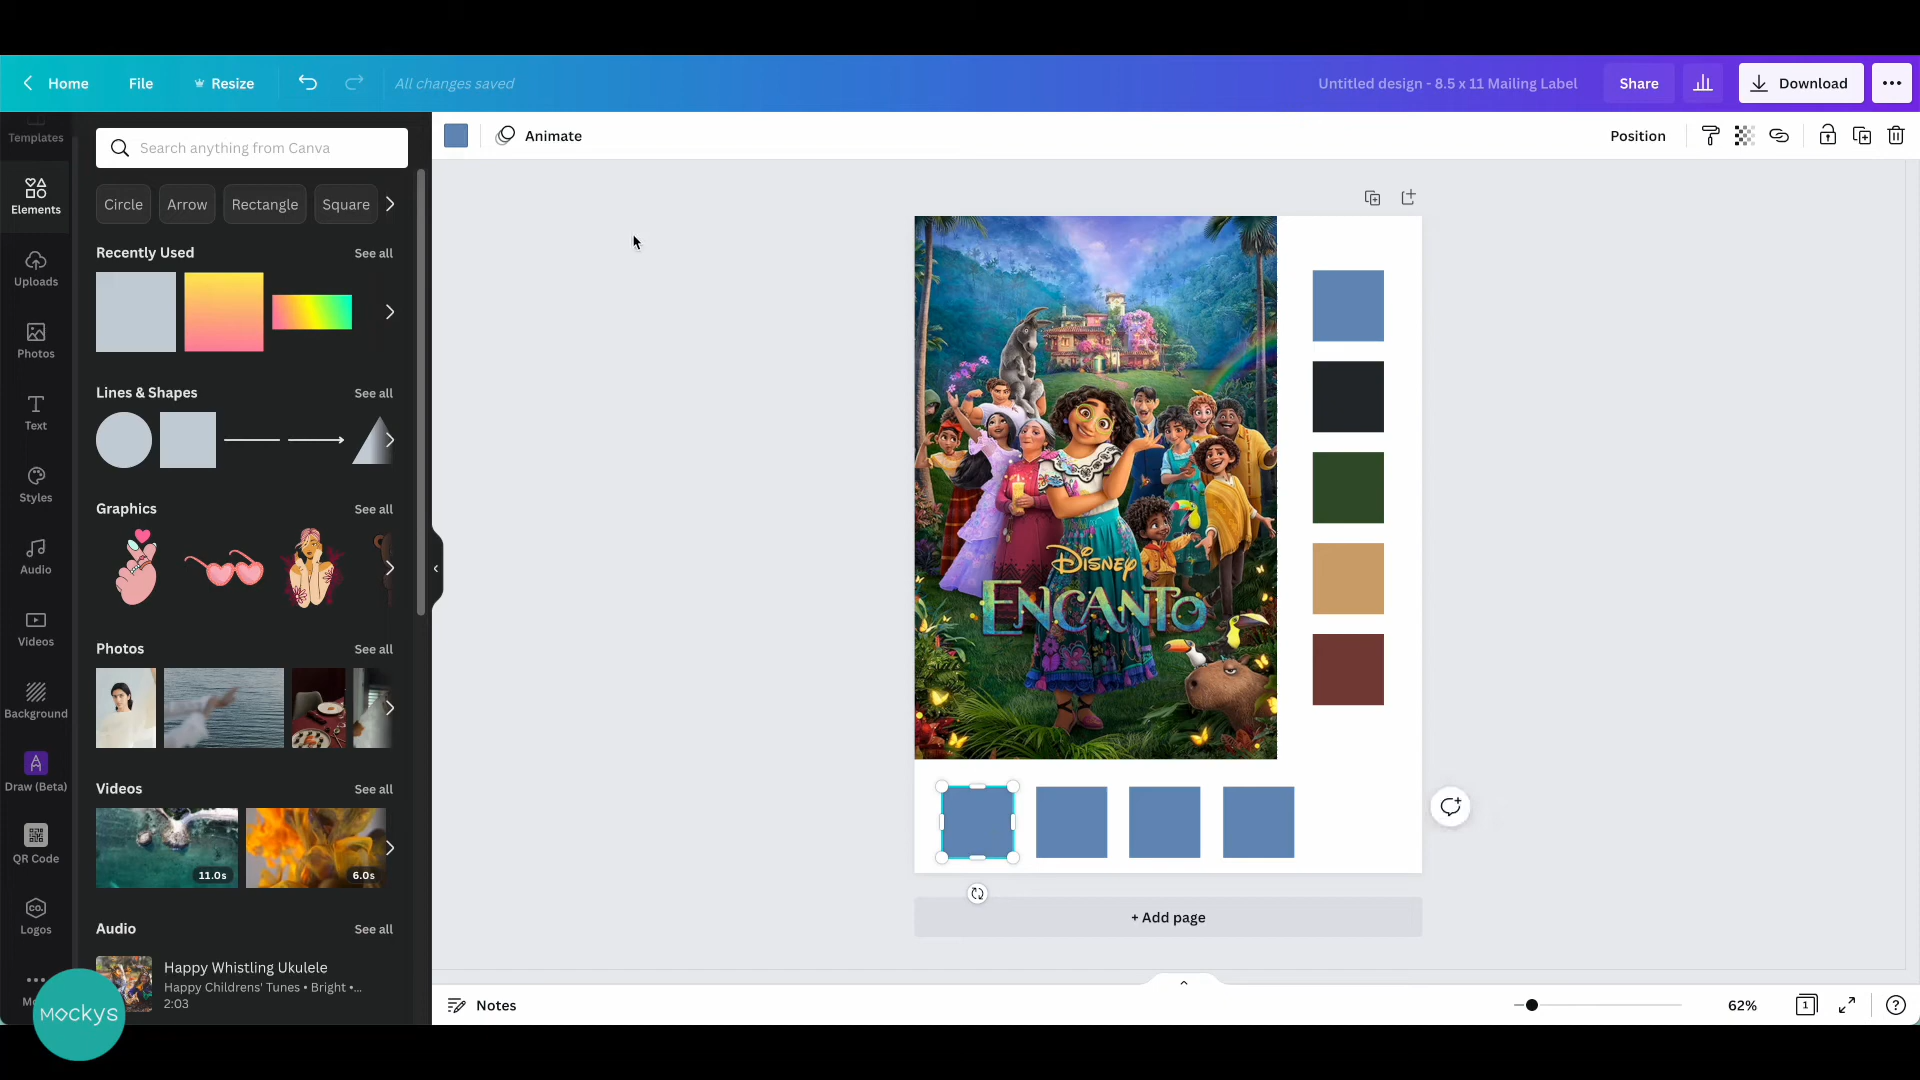 Home
File
Resize
All changes saved
Untitled design - 8.5 x 11 Mailing Label
Share
Download
Templates
Elements
Uploads
Photos
Text
Styles
Audio
Videos
Background
Draw (Beta)
QR Code
CO.
Logos
Search anything from Canva
Circle
Arrow
Rectangle
Square
Recently Used
See all
Lines & Shapes
See all
Graphics
See all
Photos
See all
Videos
See all
11.0s
6.0s
Audio
See all
Happy Whistling Ukulele
Happy Childrens' Tunes • Bright •...
2:03
MOCKYS
Animate
Position
DISNEY
ENCANTO
+ Add page
Notes
62%
1